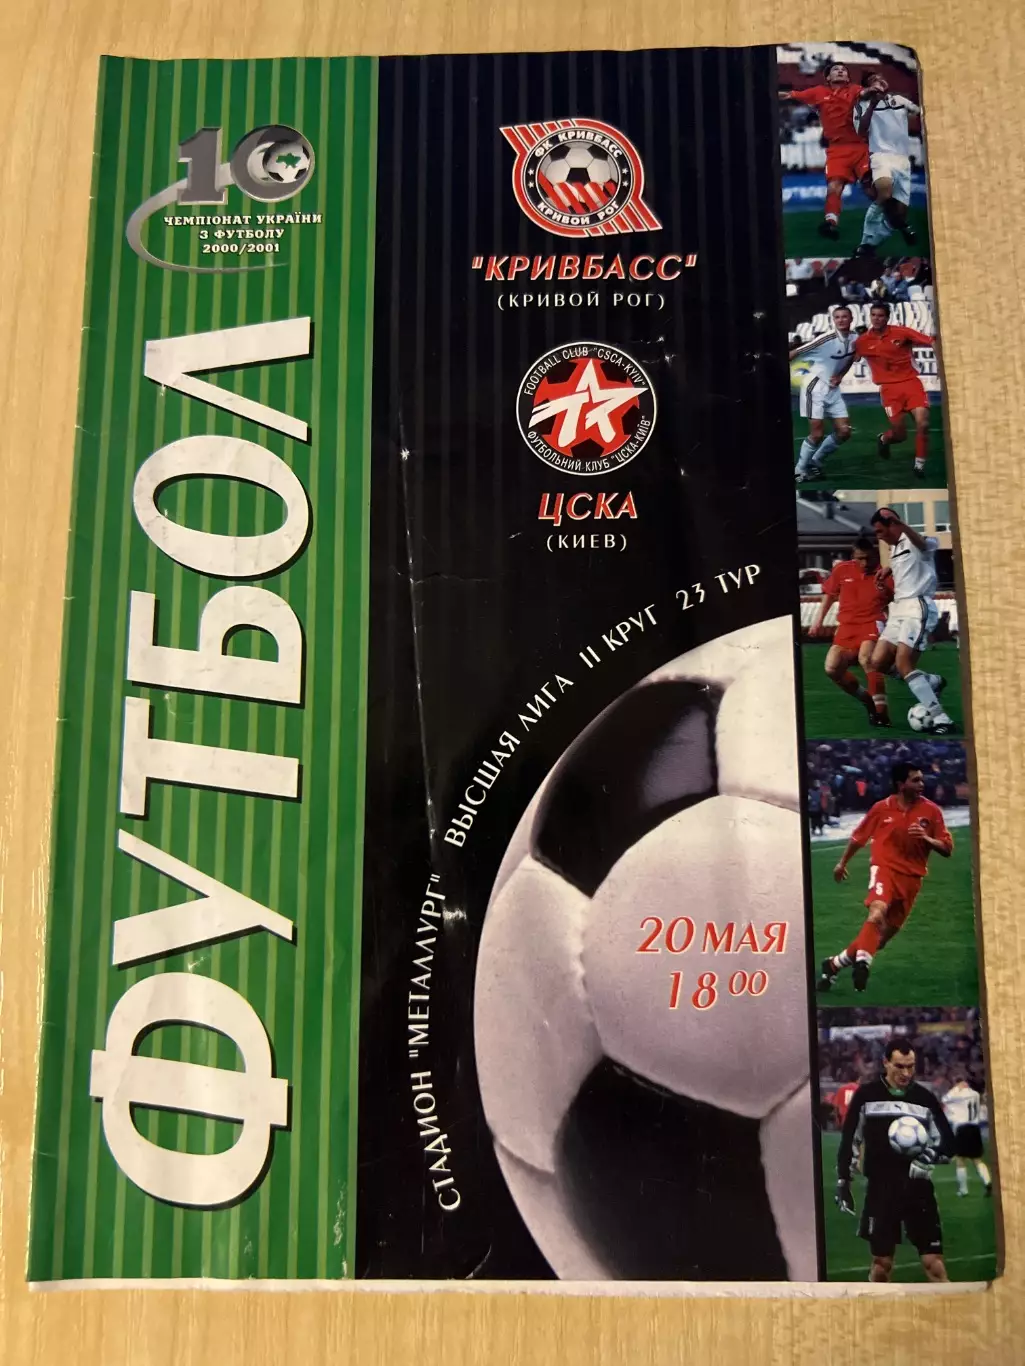 ФУТБОЛ
10
ЧЕМПІОНАТ УКРАЇНИ
З ФУТБОЛУ
2000/2001
ФК КРИВБАСС
КРИВОЙ РОГ
"КРИВБАСС"
(КРИВОЙ РОГ)
FOOTBALL CLUB "CSCA-KYIV"
ФУТБОЛЬНИЙ КЛУБ "ЦСКА-КИЇВ"
ЦСКА
(КИЕВ)
СТАДИОН "МЕТАЛЛУРГ" ВЫСШАЯ ЛИГА II КРУГ 23 ТУР
20 МАЯ
18 00